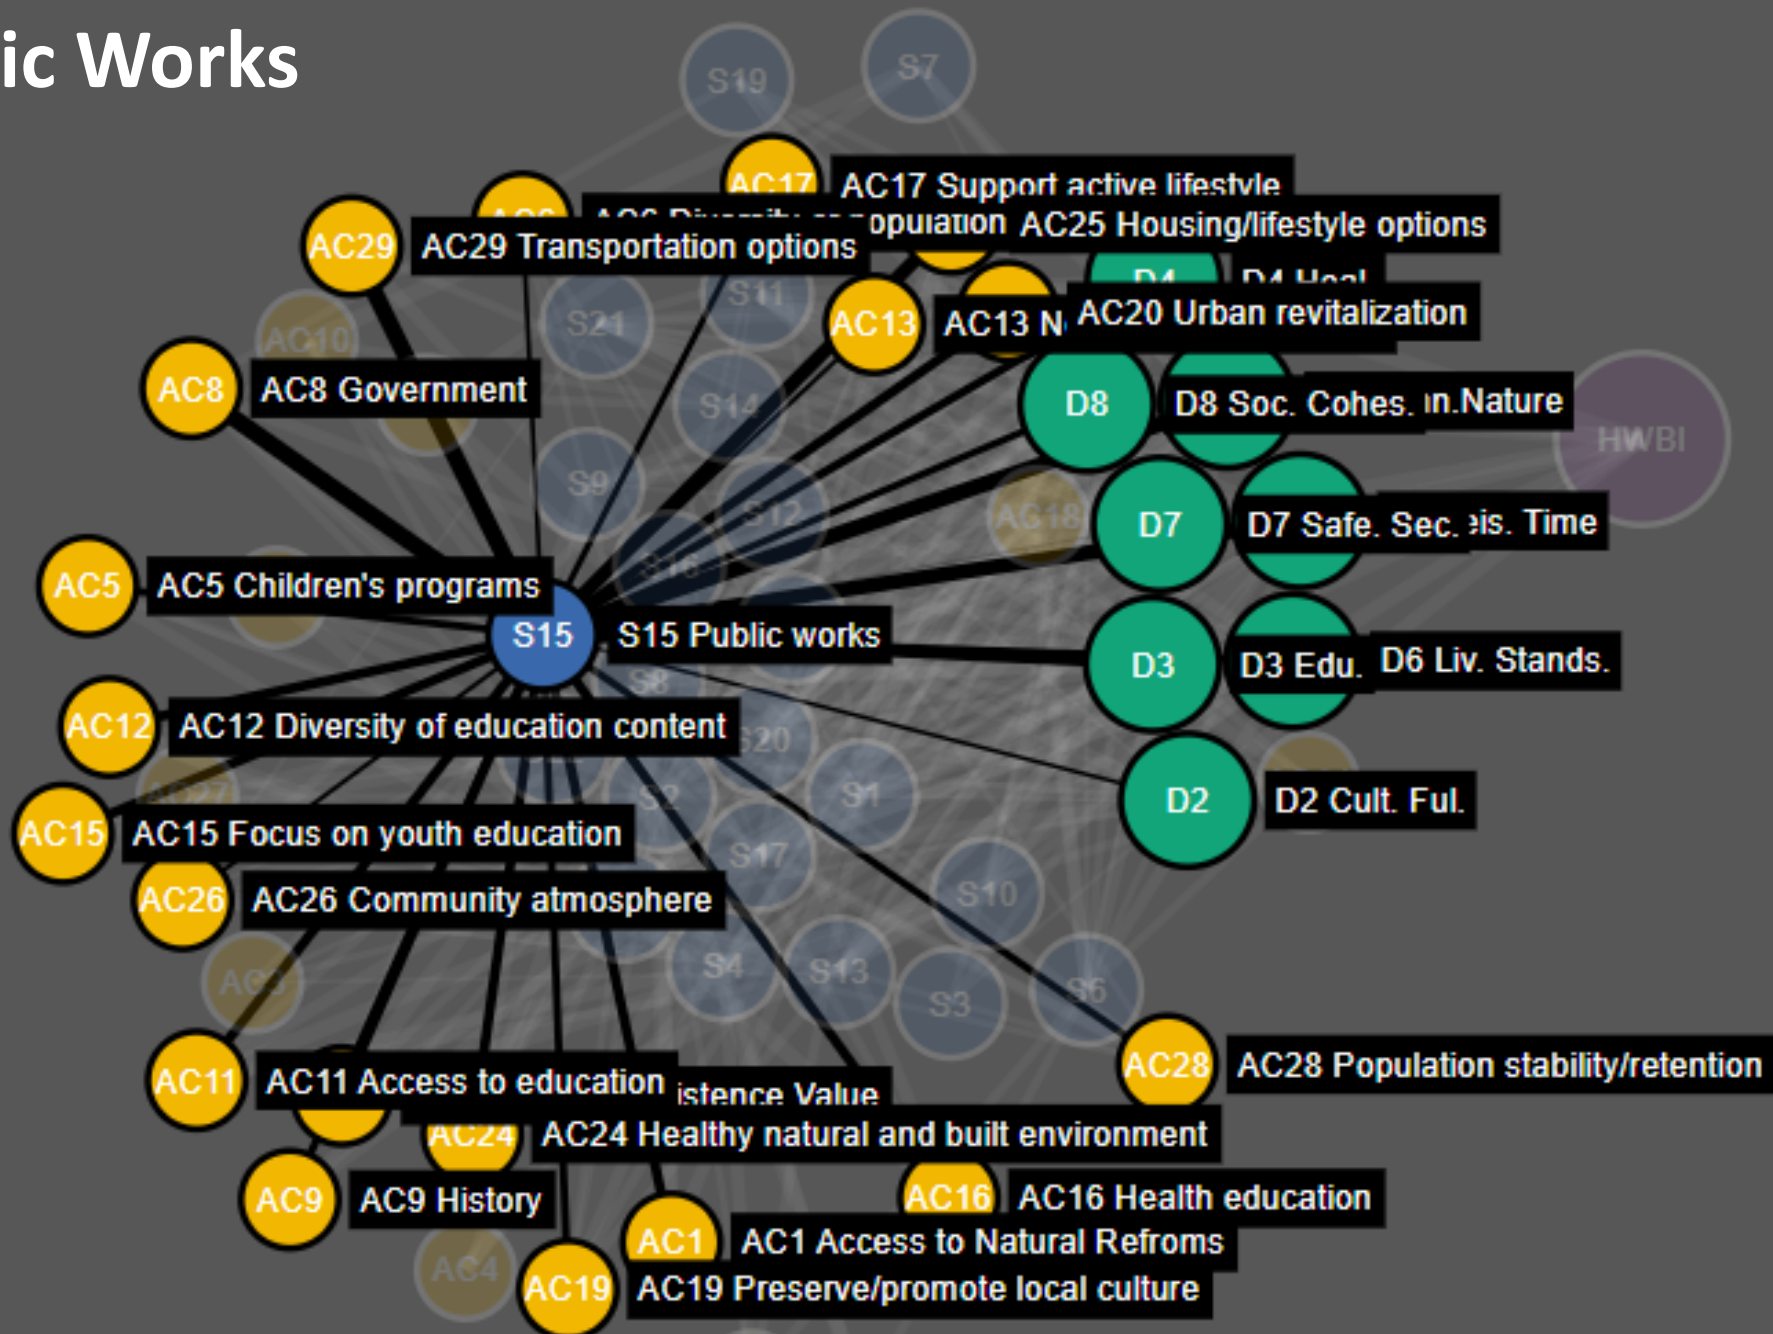 ic Works
S19
S7
AC17 AC17 Support active lifestyle
opulation AC25 Housing/lifestyle options
AC29 AC29 Transportation options
D4
S11
S21
AC10
AC13 AC13 N
AC20 Urban revitalization
AC8 AC8 Government
S14
D8 D8 Soc. Cohes. n.Nature
HWBI
S9
S12
AC18
D7 D7 Safe. Sec. is. Time
S16
AC5 AC5 Children's programs
S15 S15 Public works
D3 D3 Edu. D6 Liv. Stands.
S8
AC12 AC12 Diversity of education content
S20
S2
S1
AC27
D2 D2 Cult. Ful.
AC15 AC15 Focus on youth education
S17
AC26 AC26 Community atmosphere
S10
S4
S13
S3
S6
AC3
AC28 AC28 Population stability/retention
AC11 AC11 Access to education istence Value
AC24 AC24 Healthy natural and built environment
AC9 AC9 History
AC16 AC16 Health education
AC1 AC1 Access to Natural Refroms
AC4
AC19 AC19 Preserve/promote local culture